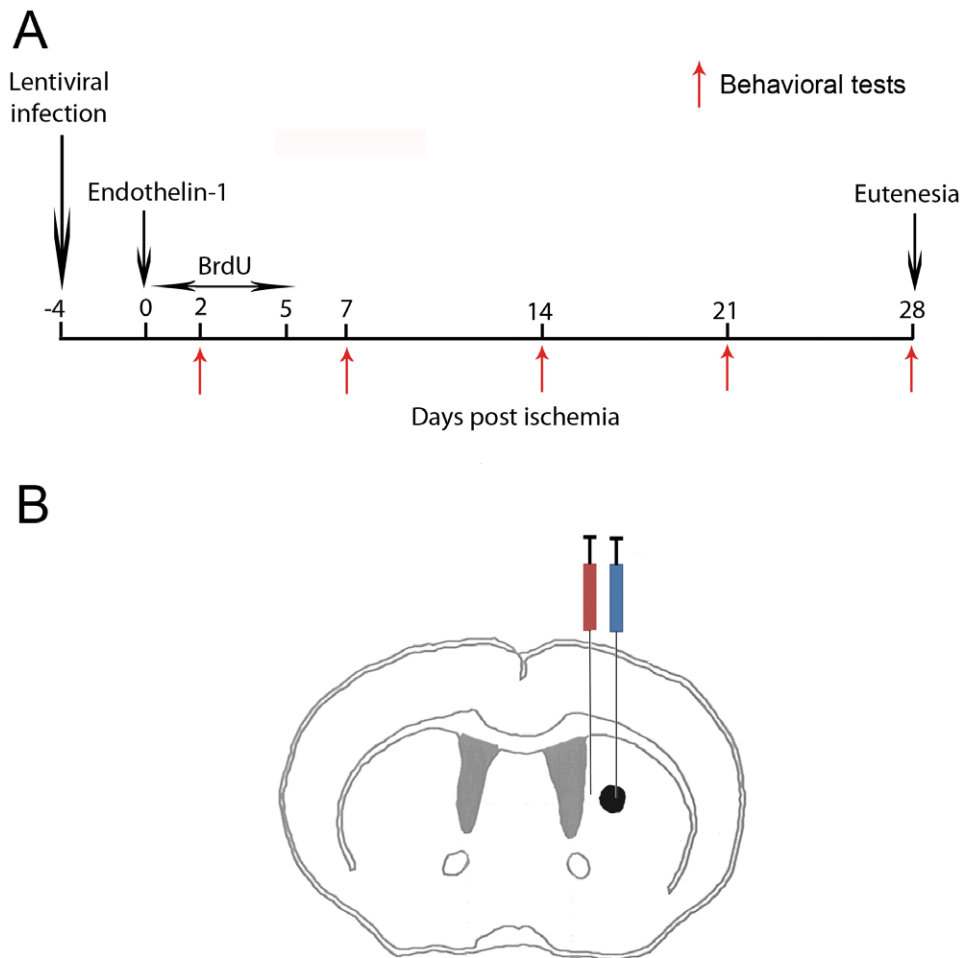 A
Lentiviral
infection
Behavioral tests
Endothelin-1
Eutenesia
BrdU
-4 0 2 5 7 14 21 28
Days post ischemia
B